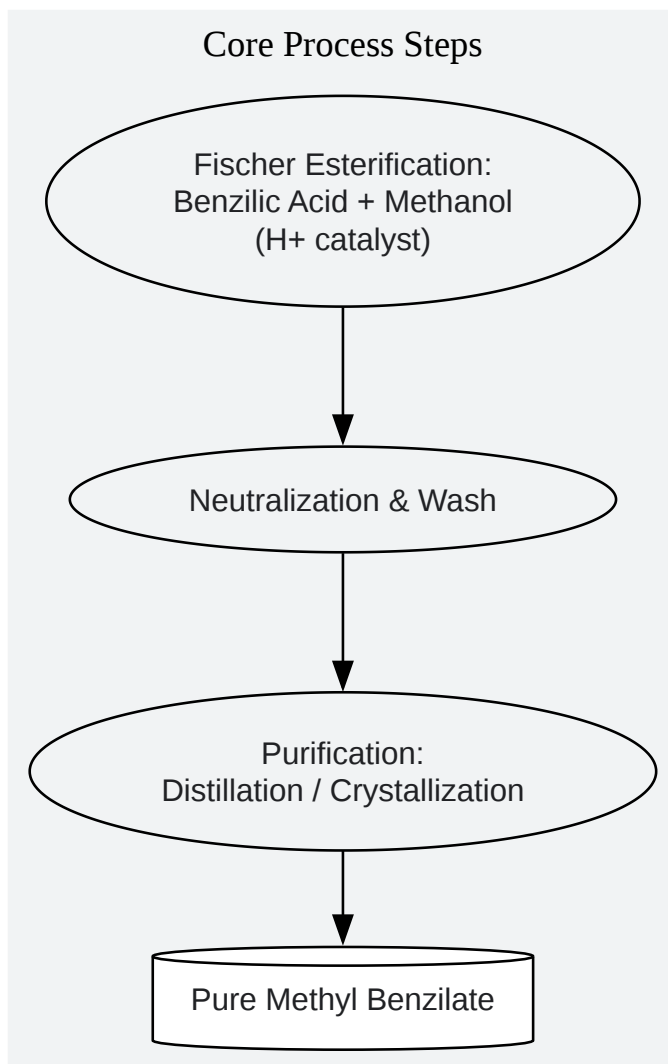 Core Process Steps
Fischer Esterification:
Benzilic Acid + Methanol
(H+ catalyst)
Neutralization & Wash
Purification:
Distillation / Crystallization
Pure Methyl Benzilate